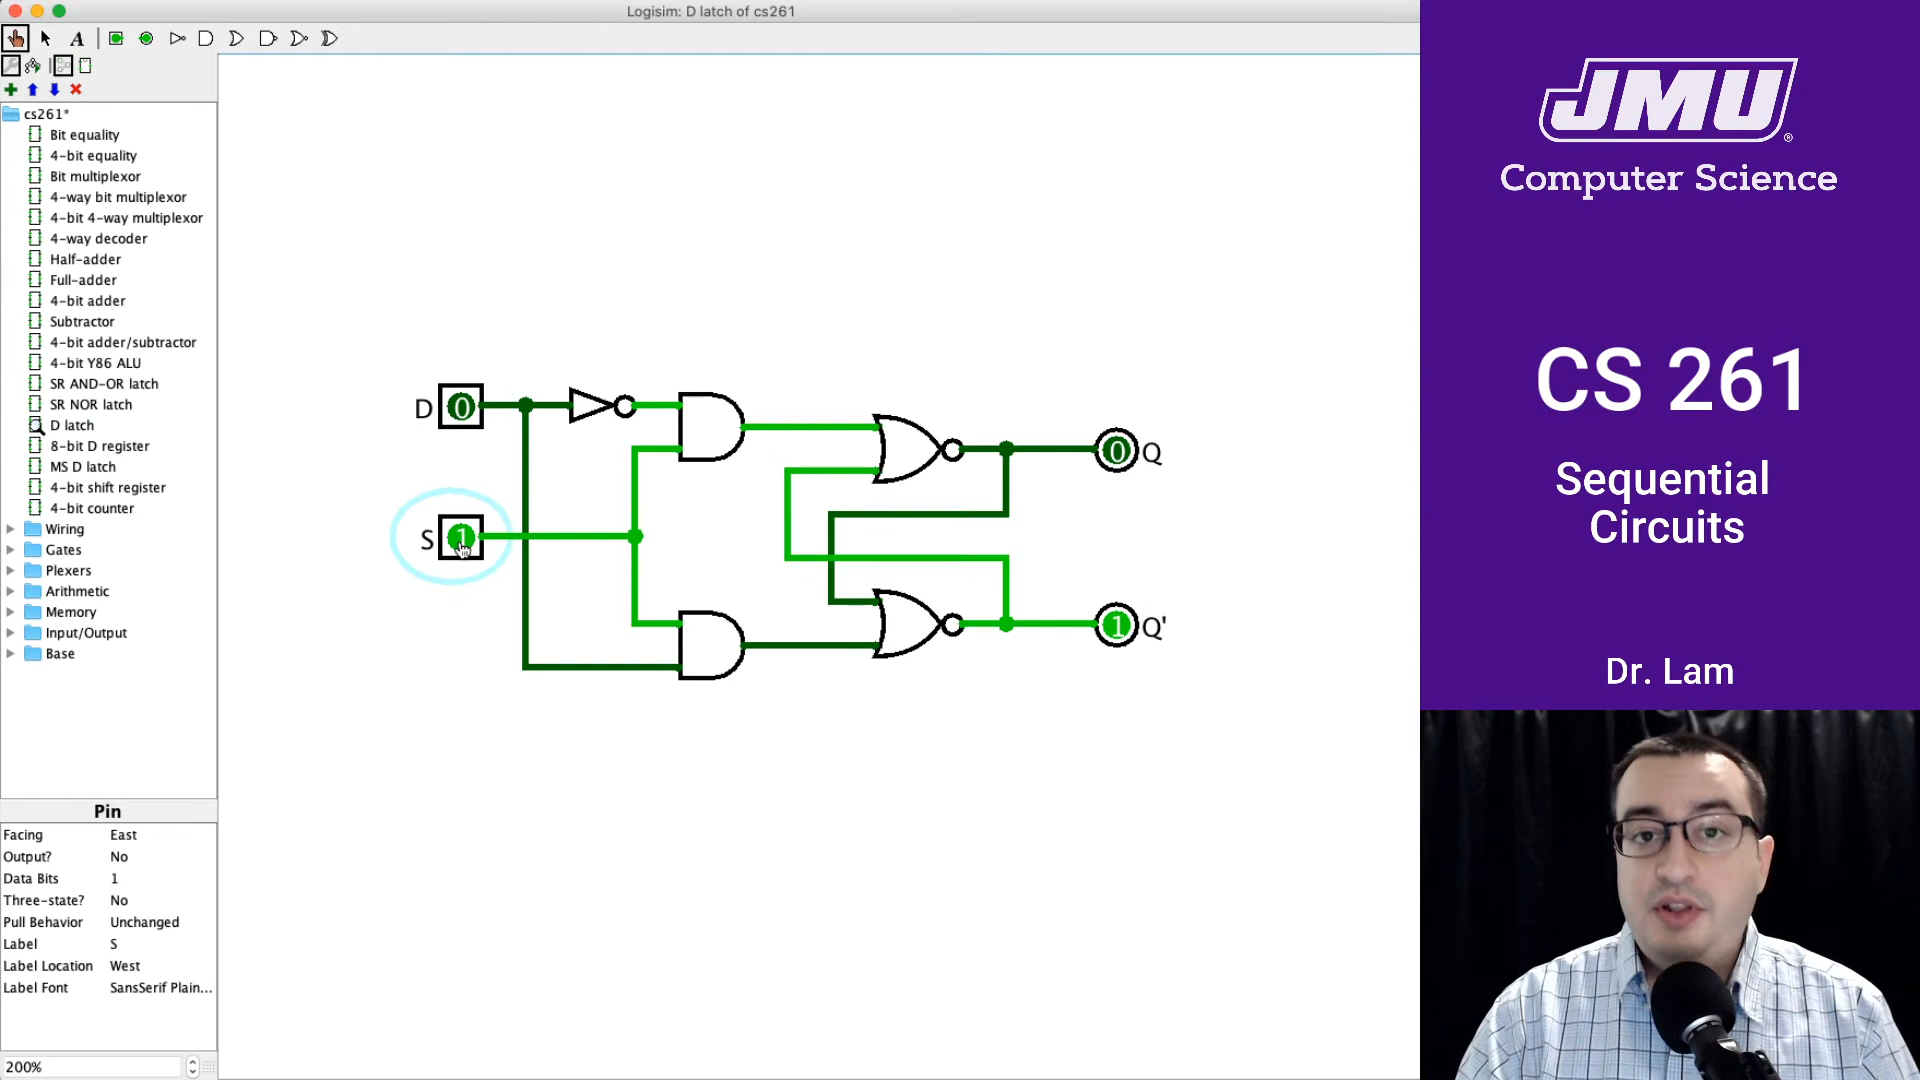 Logisim: D latch of cs261
A
cs261*
Bit equality
4-bit equality
Bit multiplexor
4-way bit multiplexor
4-bit 4-way multiplexor
4-way decoder
Half-adder
Full-adder
4-bit adder
Subtractor
4-bit adder/subtractor
4-bit Y86 ALU
SR AND-OR latch
SR NOR latch
D latch
8-bit D register
MS D latch
4-bit shift register
4-bit counter
Wiring
Gates
Plexers
Arithmetic
Memory
Input/Output
Base
Pin
Facing East
Output? No
Data Bits 1
Three-state? No
Pull Behavior Unchanged
Label S
Label Location West
Label Font SansSerif Plain...
200%
D 0
S 1
0 Q
1 Q'
JMU®
Computer Science
CS 261
Sequential
Circuits
Dr. Lam